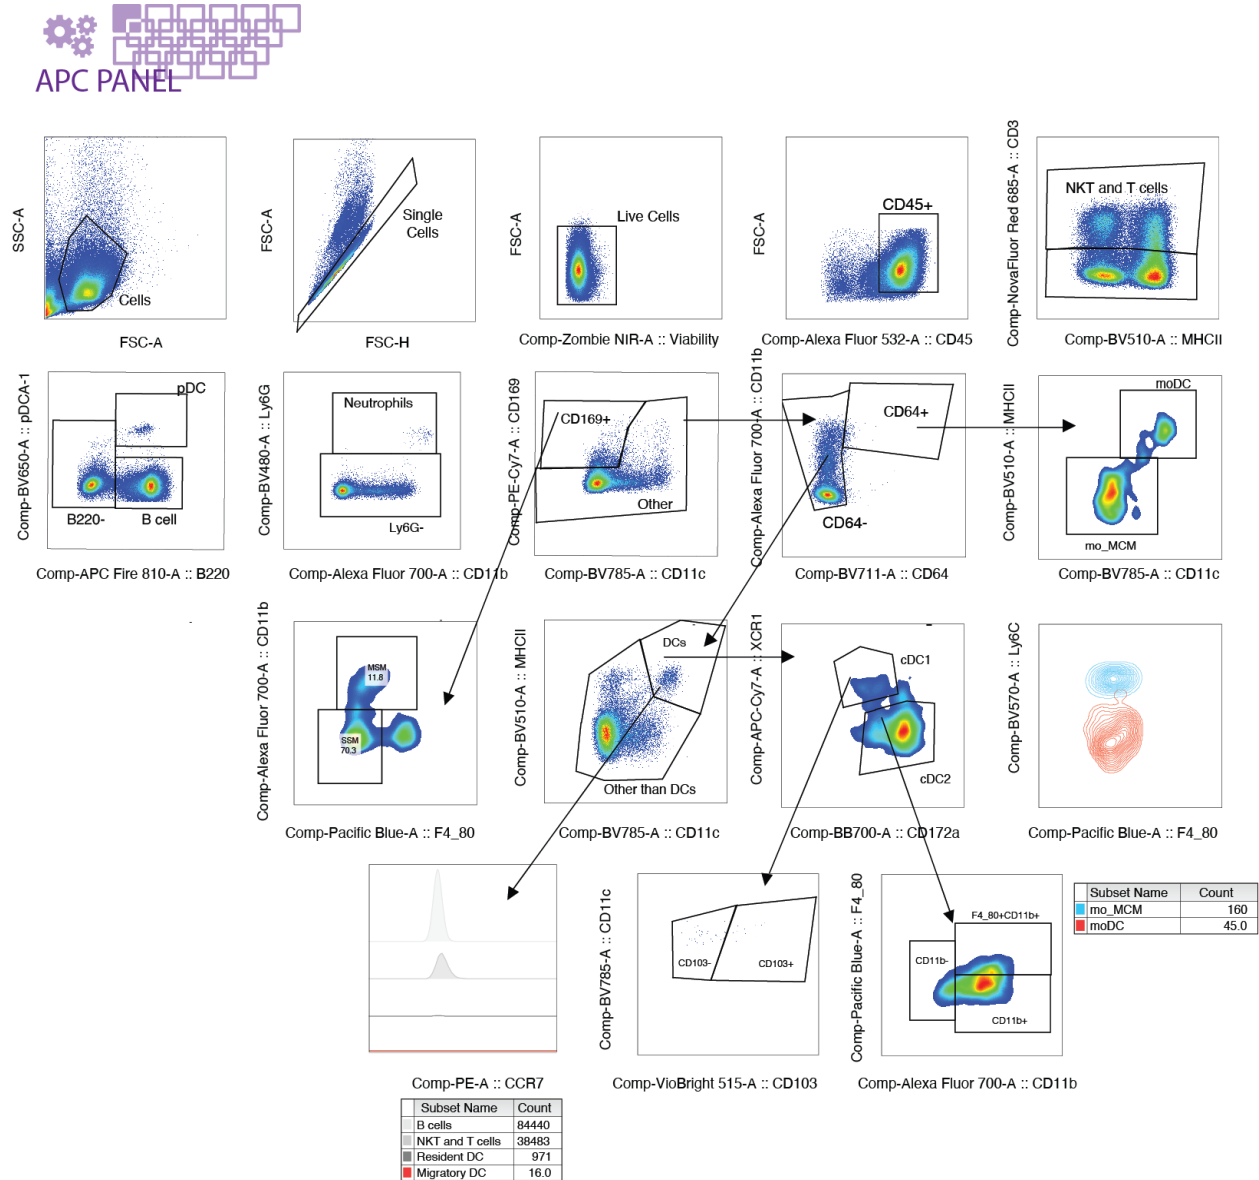 APC PANEL
SSC-A
Cells
FSC-A
FSC-A
Single
Cells
FSC-H
FSC-A
Live Cells
Comp-Zombie NIR-A :: Viability
FSC-A
CD45+
Comp-Alexa Fluor 532-A :: CD45
Comp-NovaFluor Red 685-A :: CD3
NKT and T cells
Comp-BV510-A :: MHCII
Comp-BV650-A :: pDCA-1
pDC
B220-
B cell
Comp-APC Fire 810-A :: B220
Comp-BV480-A :: Ly6G
Neutrophils
Ly6G-
Comp-Alexa Fluor 700-A :: CD11b
Comp-PE-Cy7-A :: CD169
CD169+
Other
Comp-BV785-A :: CD11c
Comp-Alexa Fluor 700-A :: CD11b
CD64+
CD64-
Comp-BV711-A :: CD64
Comp-BV510-A :: MHCII
moDC
mo_MCM
Comp-BV785-A :: CD11c
Comp-Alexa Fluor 700-A :: CD11b
MSM
11.8
SSM
70.3
Comp-Pacific Blue-A :: F4_80
Comp-BV510-A :: MHCII
DCs
Other than DCs
Comp-BV785-A :: CD11c
Comp-APC-Cy7-A :: XCR1
cDC1
cDC2
Comp-BB700-A :: CD172a
Comp-BV570-A :: Ly6C
Comp-Pacific Blue-A :: F4_80
Comp-PE-A :: CCR7
Comp-BV785-A :: CD11c
CD103-
CD103+
Comp-VioBright 515-A :: CD103
Comp-Pacific Blue-A :: F4_80
F4_80+CD11b+
CD11b-
CD11b+
Comp-Alexa Fluor 700-A :: CD11b
Subset Name Count
mo_MCM 160
moDC 45.0
Subset Name Count
B cells 84440
NKT and T cells 38483
Resident DC 971
Migratory DC 16.0